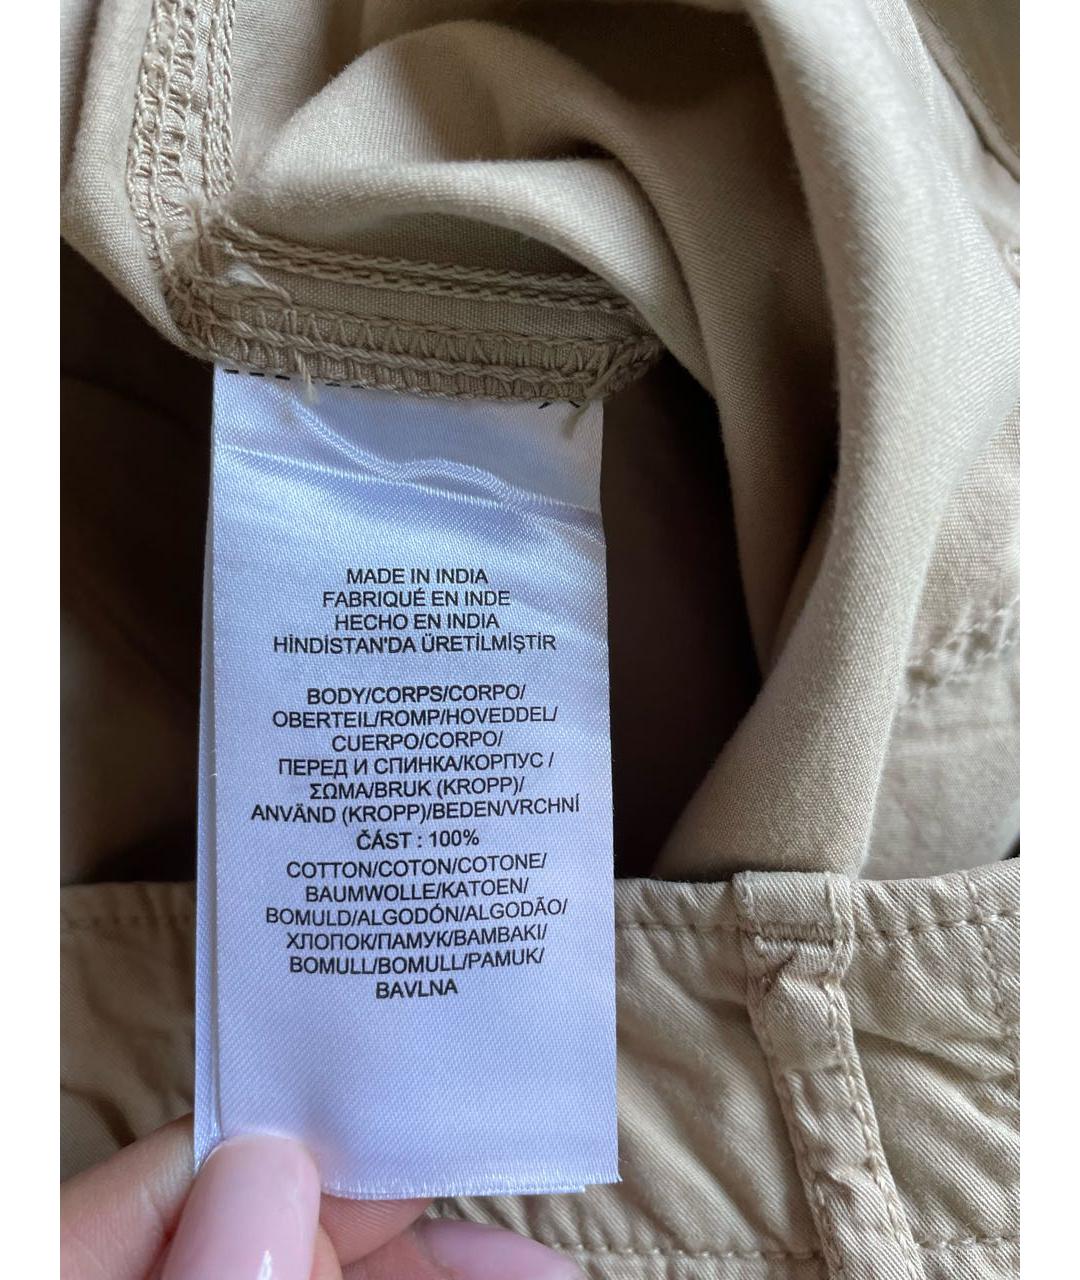 MADE IN INDIA
FABRIQUÉ EN INDE
HECHO EN INDIA
HİNDİSTAN'DA ÜRETİLMİŞTİR
BODY/CORPS/CORPO/
OBERTEIL/ROMP/HOVEDDEL/
CUERPO/CORPO/
ПЕРЕД И СПИНКА/КОРПУС /
ΣΩΜΑ/BRUK (KROPP)/
ANVÄND (KROPP)/BEDEN/VRCHNÍ
ČÁST : 100%
COTTON/COTON/COTONE/
BAUMWOLLE/KATOEN/
BOMULD/ALGODÓN/ALGODÃO/
ХЛОПОК/ПАМУК/ΒΑΜΒΑΚΙ/
BOMULL/BOMULL/PAMUK/
BAVLNA